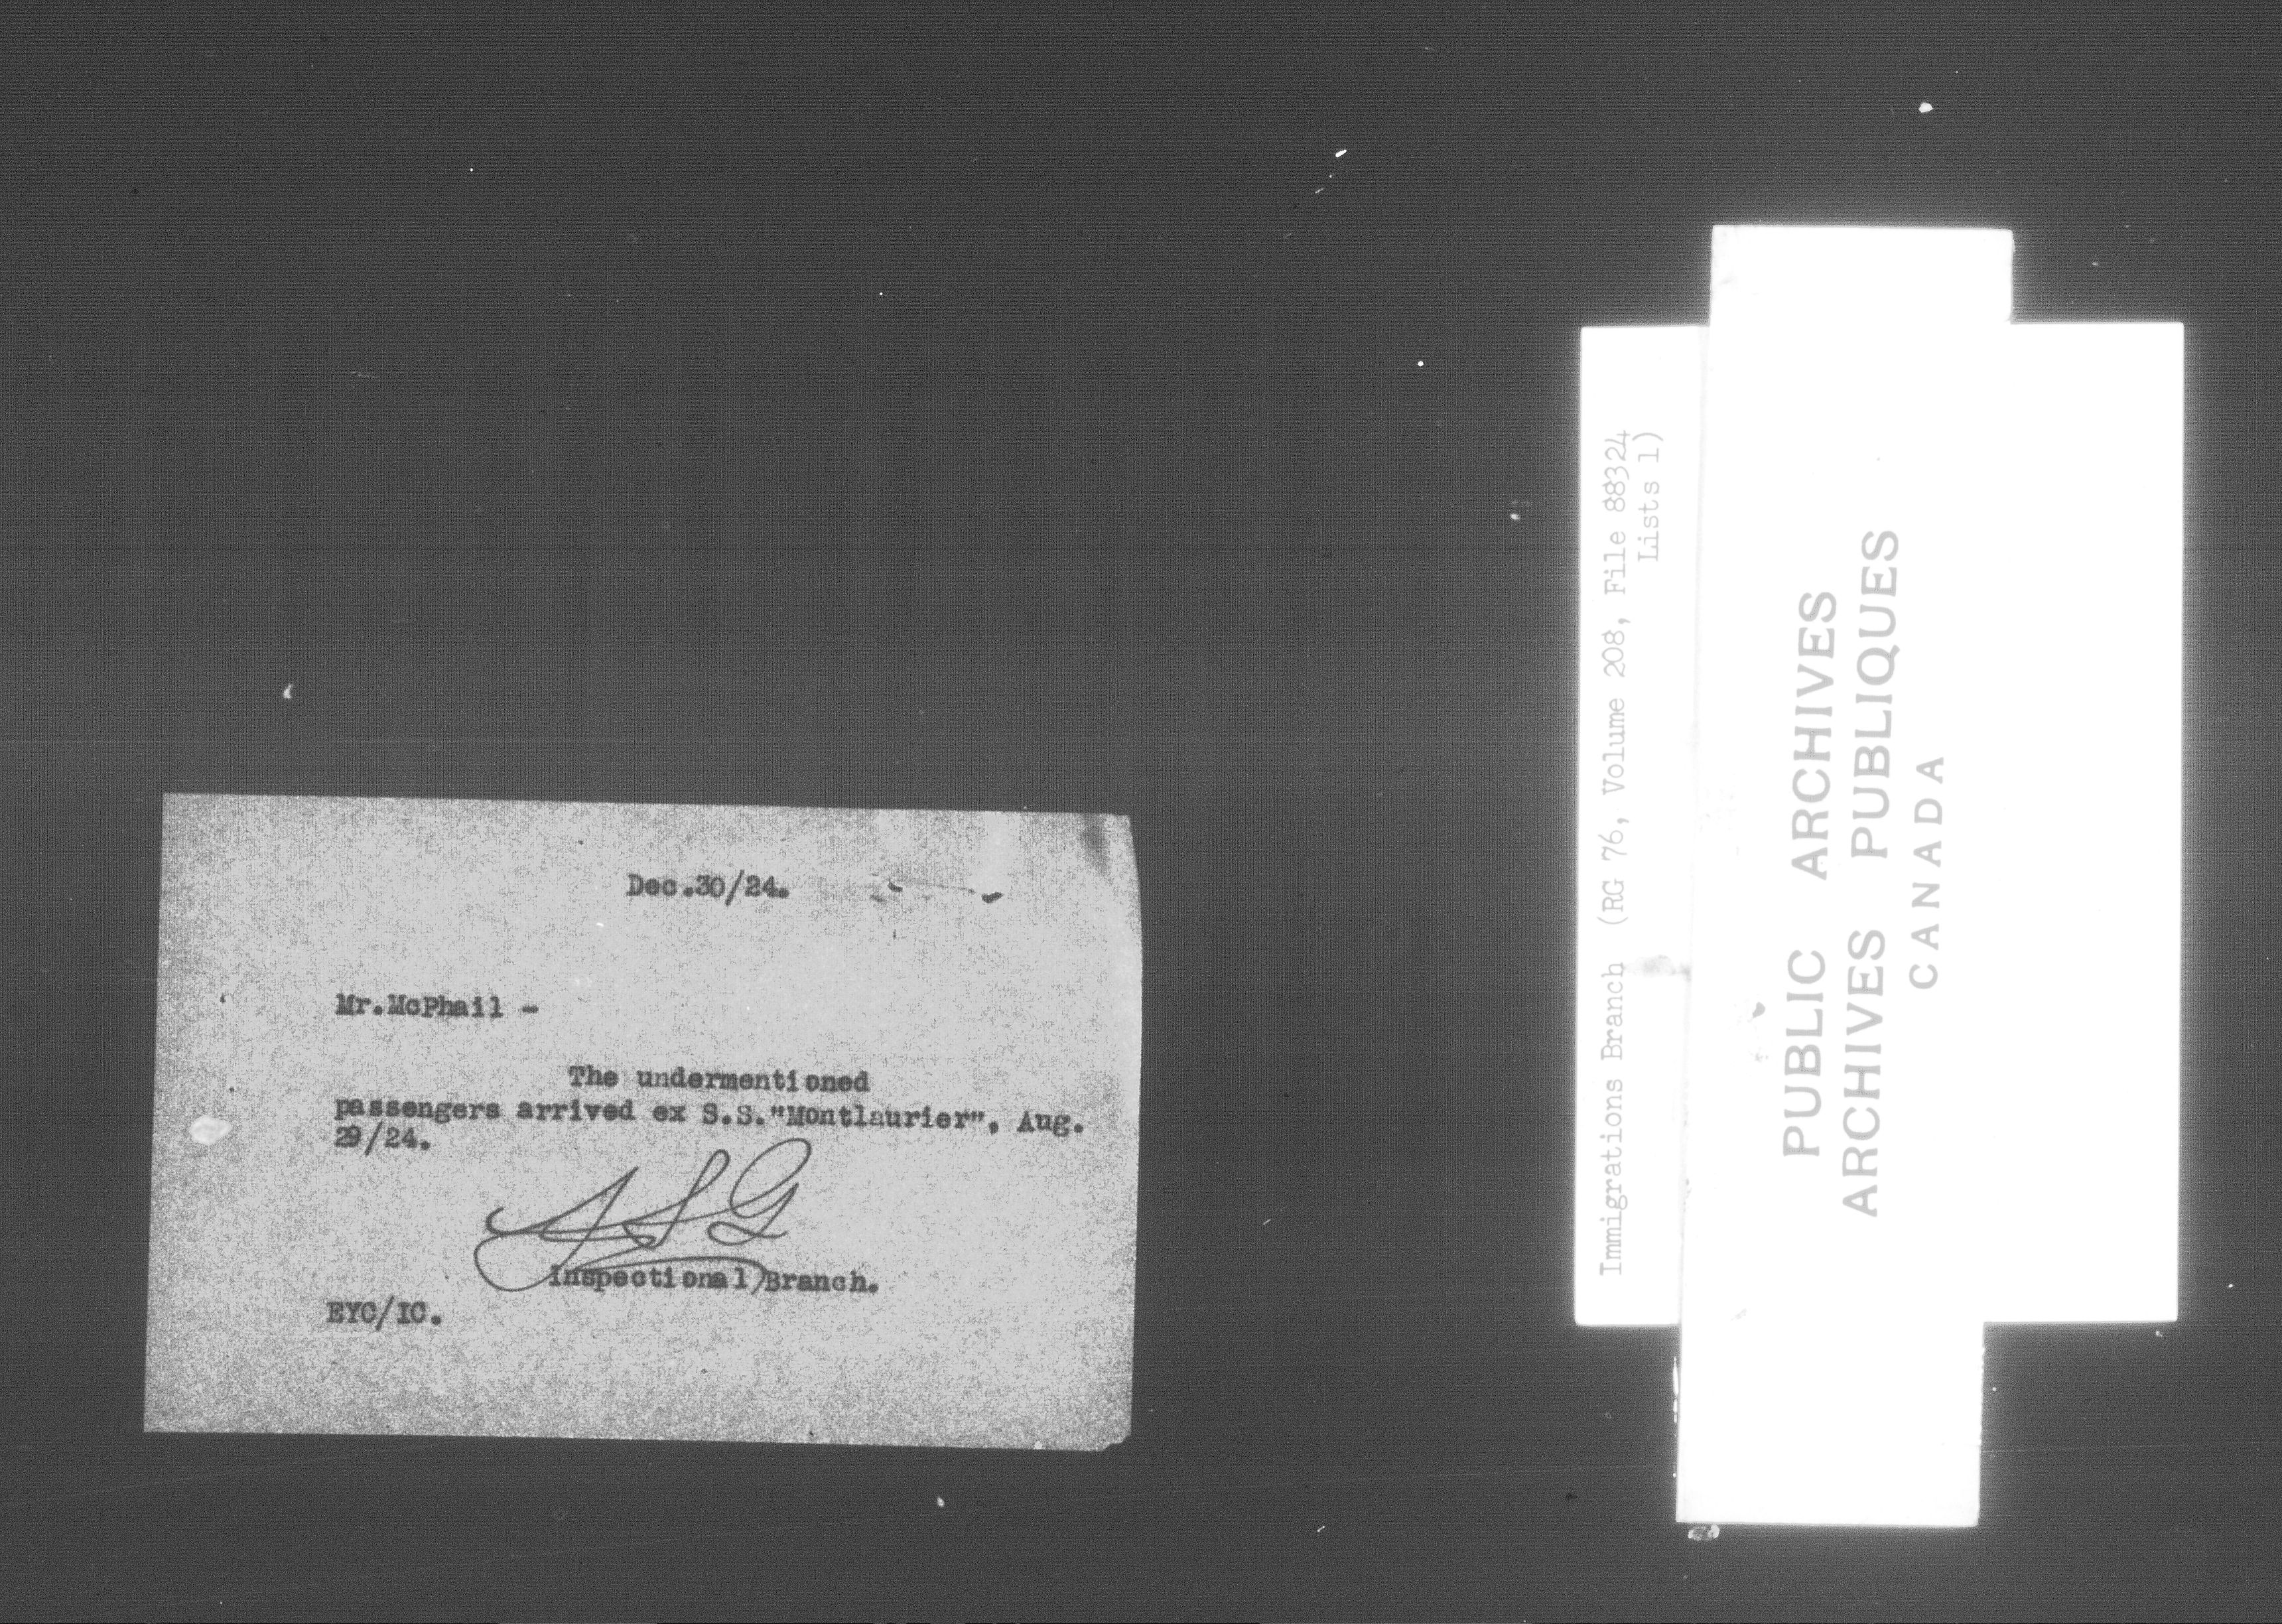 Dec.30/24.
Mr.McPhail -
The undermentioned
passengers arrived ex S.S."Montlaurier", Aug.
29/24.
Inspectional Branch.
EYC/IC.
Immigrations Branch (RG 76, Volume 208, File 88324
Lists 1)
PUBLIC ARCHIVES
ARCHIVES PUBLIQUES
CANADA